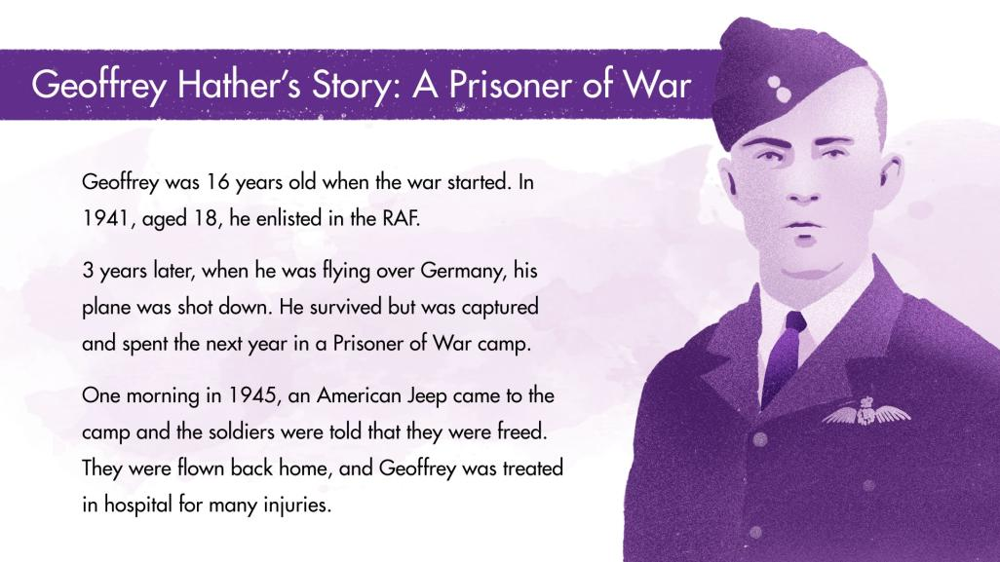 Geoffrey Hather’s Story: A Prisoner of War
Geoffrey was 16 years old when the war started. In
1941, aged 18, he enlisted in the RAF.
3 years later, when he was flying over Germany, his
plane was shot down. He survived but was captured
and spent the next year in a Prisoner of War camp.
One morning in 1945, an American Jeep came to the
camp and the soldiers were told that they were freed.
They were flown back home, and Geoffrey was treated
in hospital for many injuries.